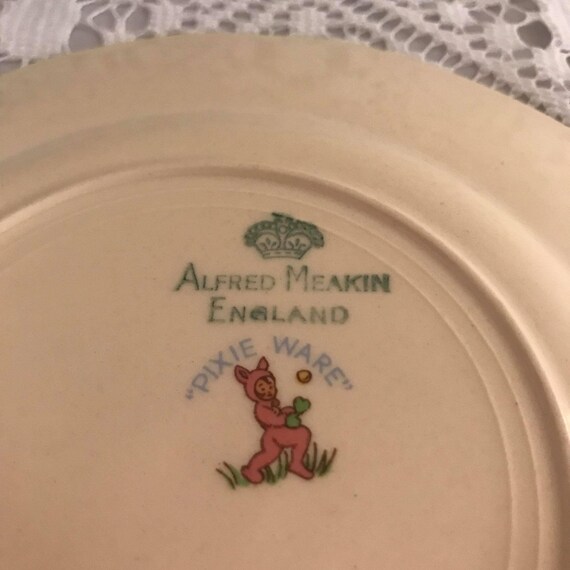 ALFRED MEAKIN
ENGLAND
"PIXIE WARE"